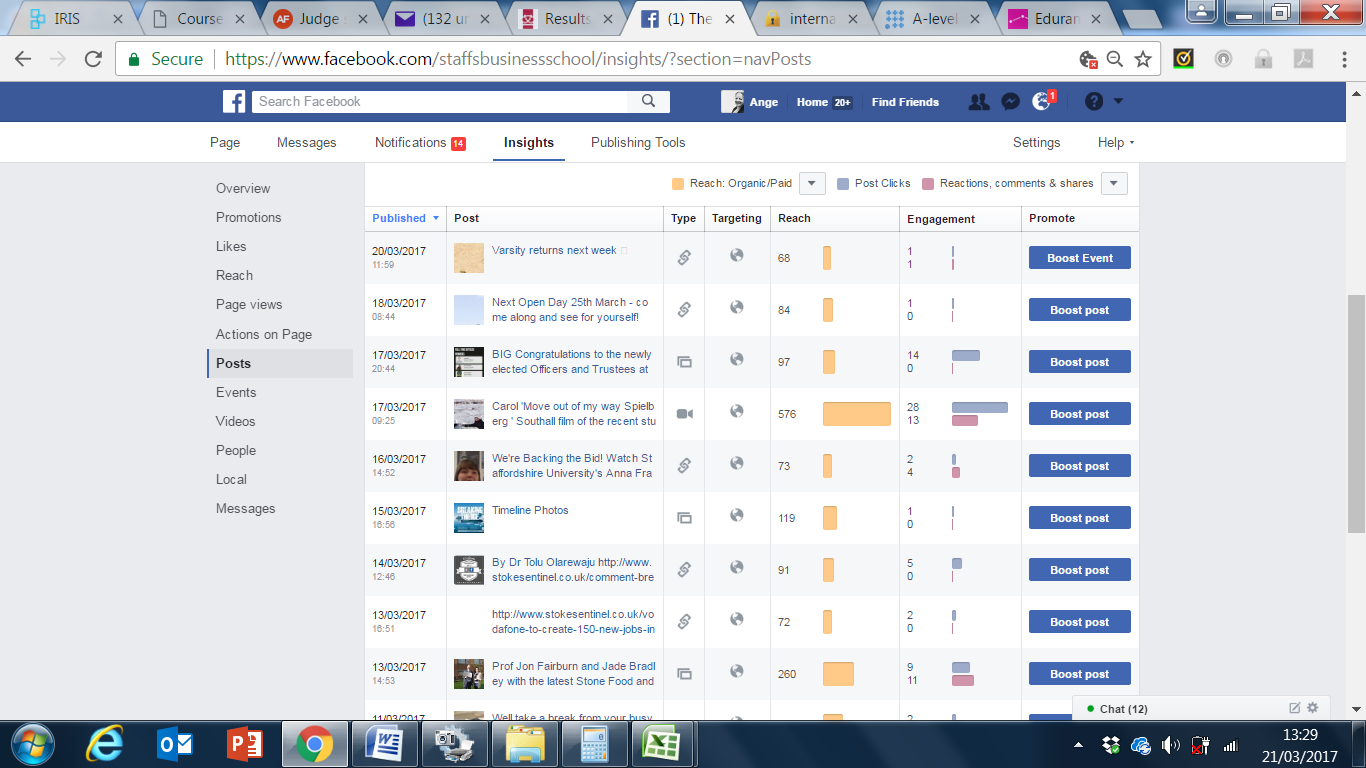 IRIS
Course
Judge
(132 u
Results
(1) The
interna
A-level
Eduran
Secure
https://www.facebook.com/staffsbusinessschool/insights/?section=navPosts
Search Facebook
Ange
Home 20+
Find Friends
1
Page
Messages
Notifications 14
Insights
Publishing Tools
Settings
Help
Overview
Promotions
Likes
Reach
Page views
Actions on Page
Posts
Events
Videos
People
Local
Messages
Reach: Organic/Paid
Post Clicks
Reactions, comments & shares
Published Post Type Targeting Reach Engagement Promote
20/03/2017
11:59
Varsity returns next week
68
1
1
Boost Event
18/03/2017
08:44
Next Open Day 25th March - co
me along and see for yourself!
84
1
0
Boost post
17/03/2017
20:44
BIG Congratulations to the newly
elected Officers and Trustees at
97
14
0
Boost post
17/03/2017
09:25
Carol 'Move out of my way Spielb
erg ' Southall film of the recent stu
576
28
13
Boost post
16/03/2017
14:52
We're Backing the Bid! Watch St
affordshire University's Anna Fra
73
2
4
Boost post
15/03/2017
16:56
Timeline Photos
119
1
0
Boost post
14/03/2017
12:46
By Dr Tolu Olarewaju http://www.
stokesentinel.co.uk/comment-bre
91
5
0
Boost post
13/03/2017
16:51
http://www.stokesentinel.co.uk/vo
dafone-to-create-150-new-jobs-in
72
2
0
Boost post
13/03/2017
14:53
Prof Jon Fairburn and Jade Bradl
ey with the latest Stone Food and
260
9
11
Boost post
11/03/2017
Well take a break from your busy
2
Chat (12)
13:29
21/03/2017